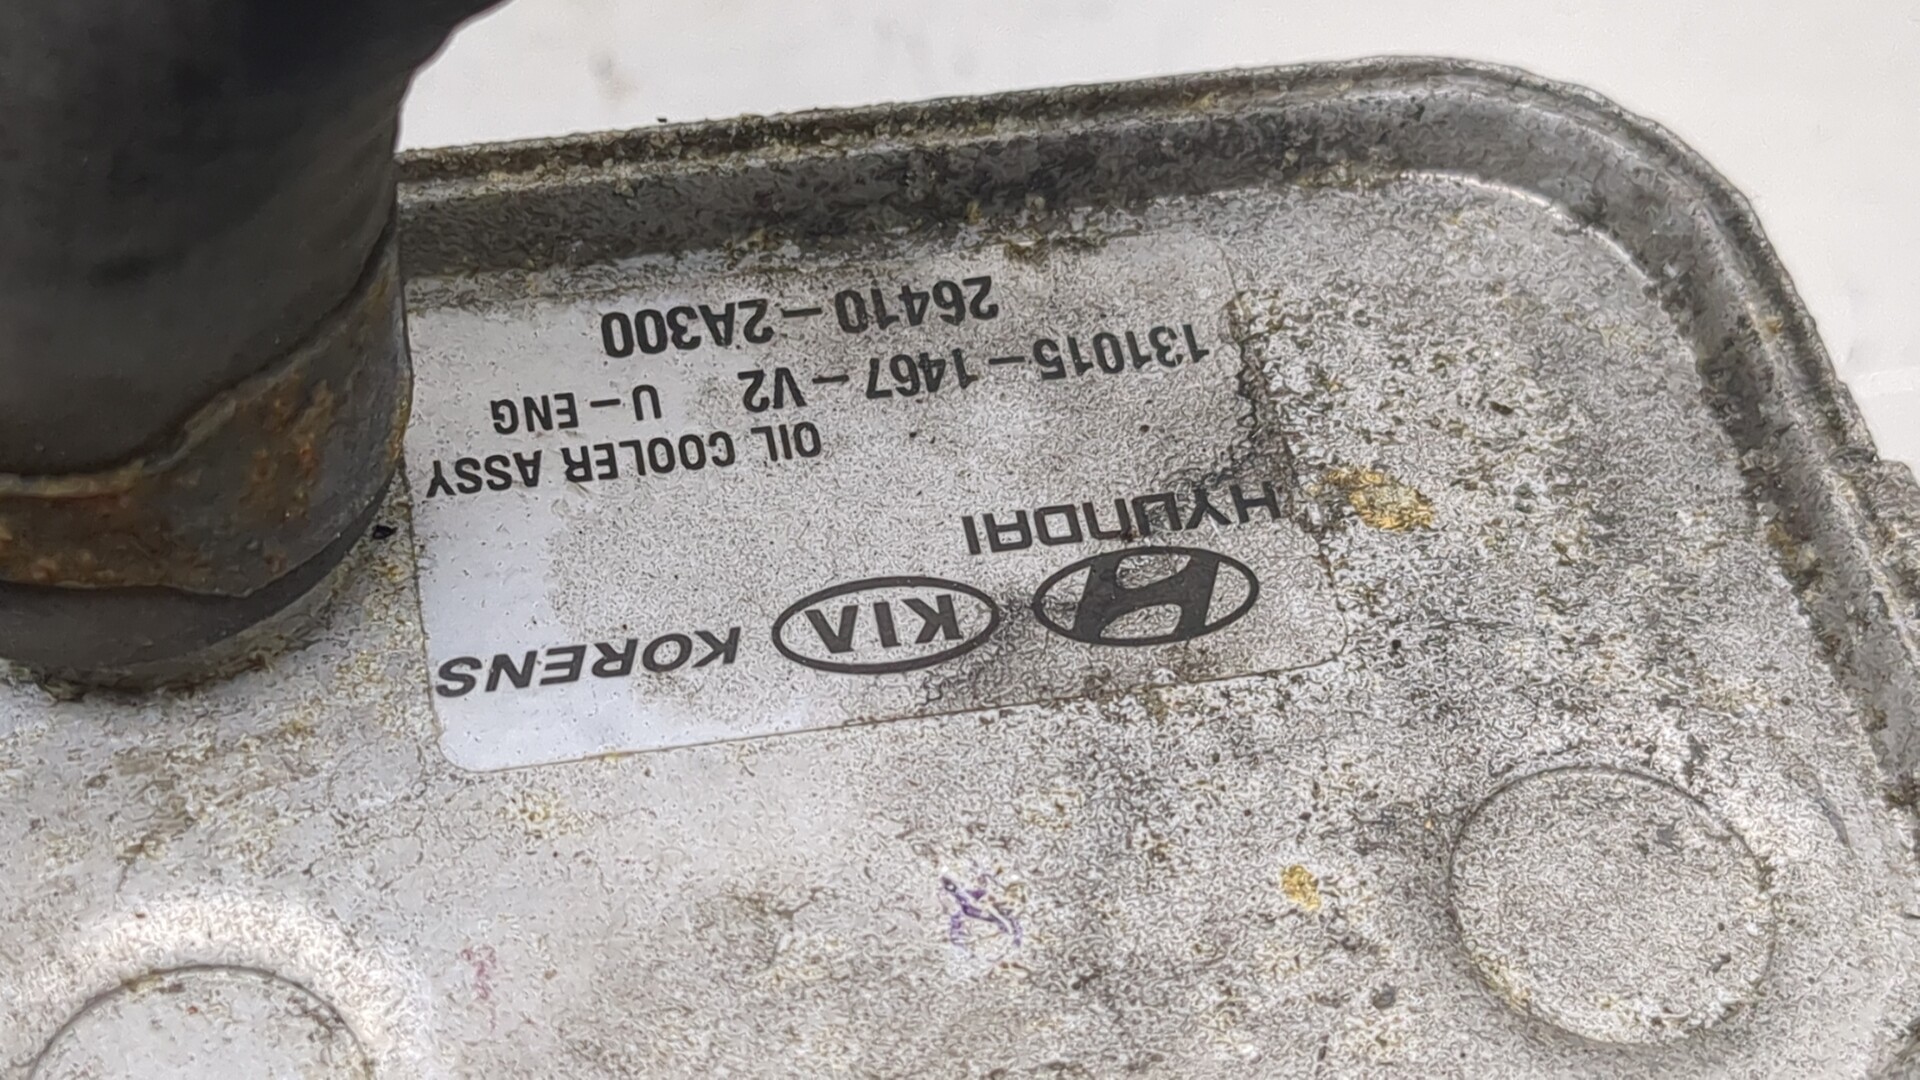 KIA KORENS
HYUNDAI
OIL COOLER ASSY
131015-1467-V2 U-ENG
26410-2A300